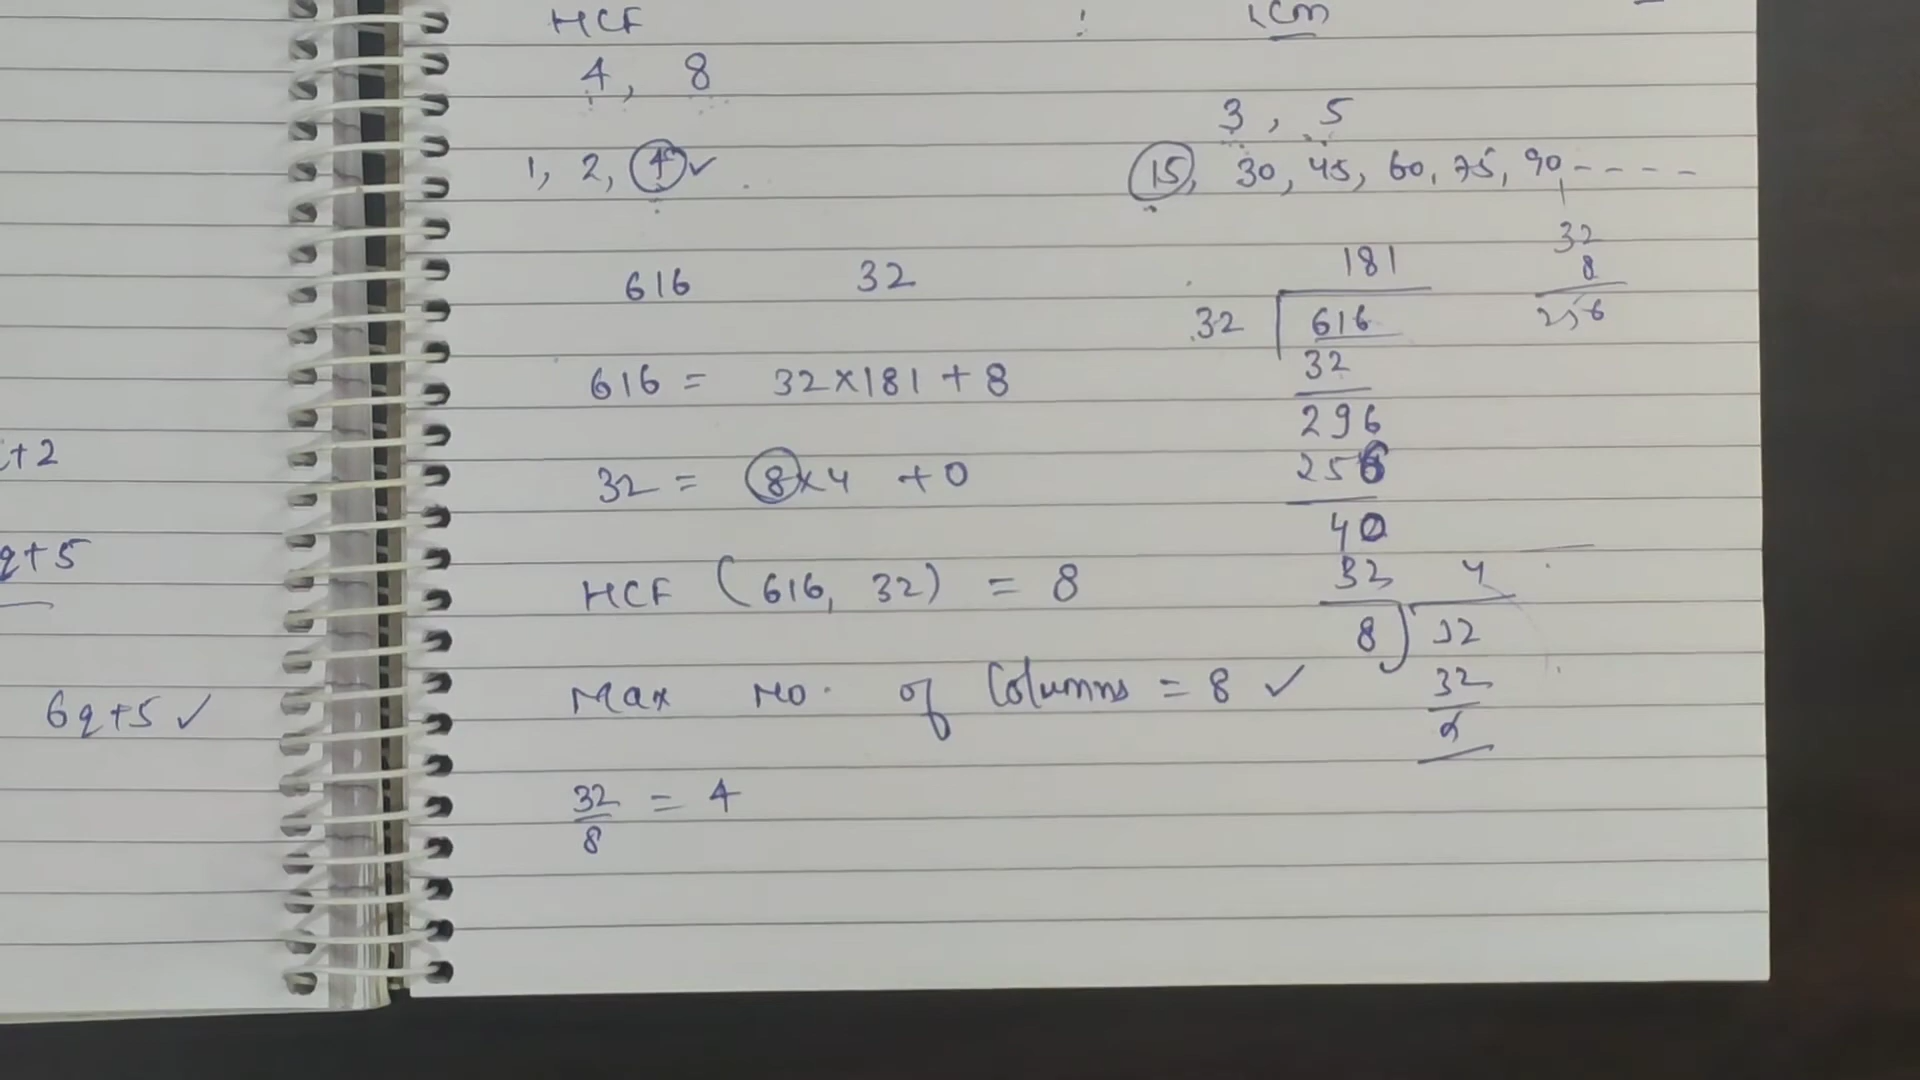 i+2
q+5
6q+5 ✓
HCF : LCM
4, 8
3, 5
1, 2, 4 ✓
15, 30, 45, 60, 75, 90 - - - -
616 32
616 = 32×181 + 8
32 = 8×4 + 0
HCF (616, 32) = 8
Max No. of Columns = 8 ✓
32/8 = 4
181
32 616
32
296
256
40
32
8
4
32
32
0
32
8
256